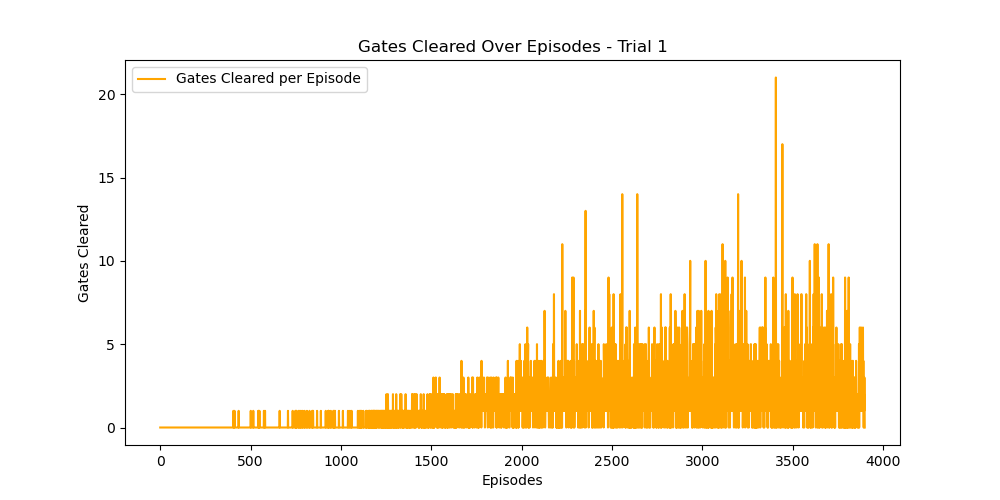 Gates Cleared Over Episodes - Trial 1
Gates Cleared per Episode
Gates Cleared
20
15
10
5
0
0 500 1000 1500 2000 2500 3000 3500 4000
Episodes